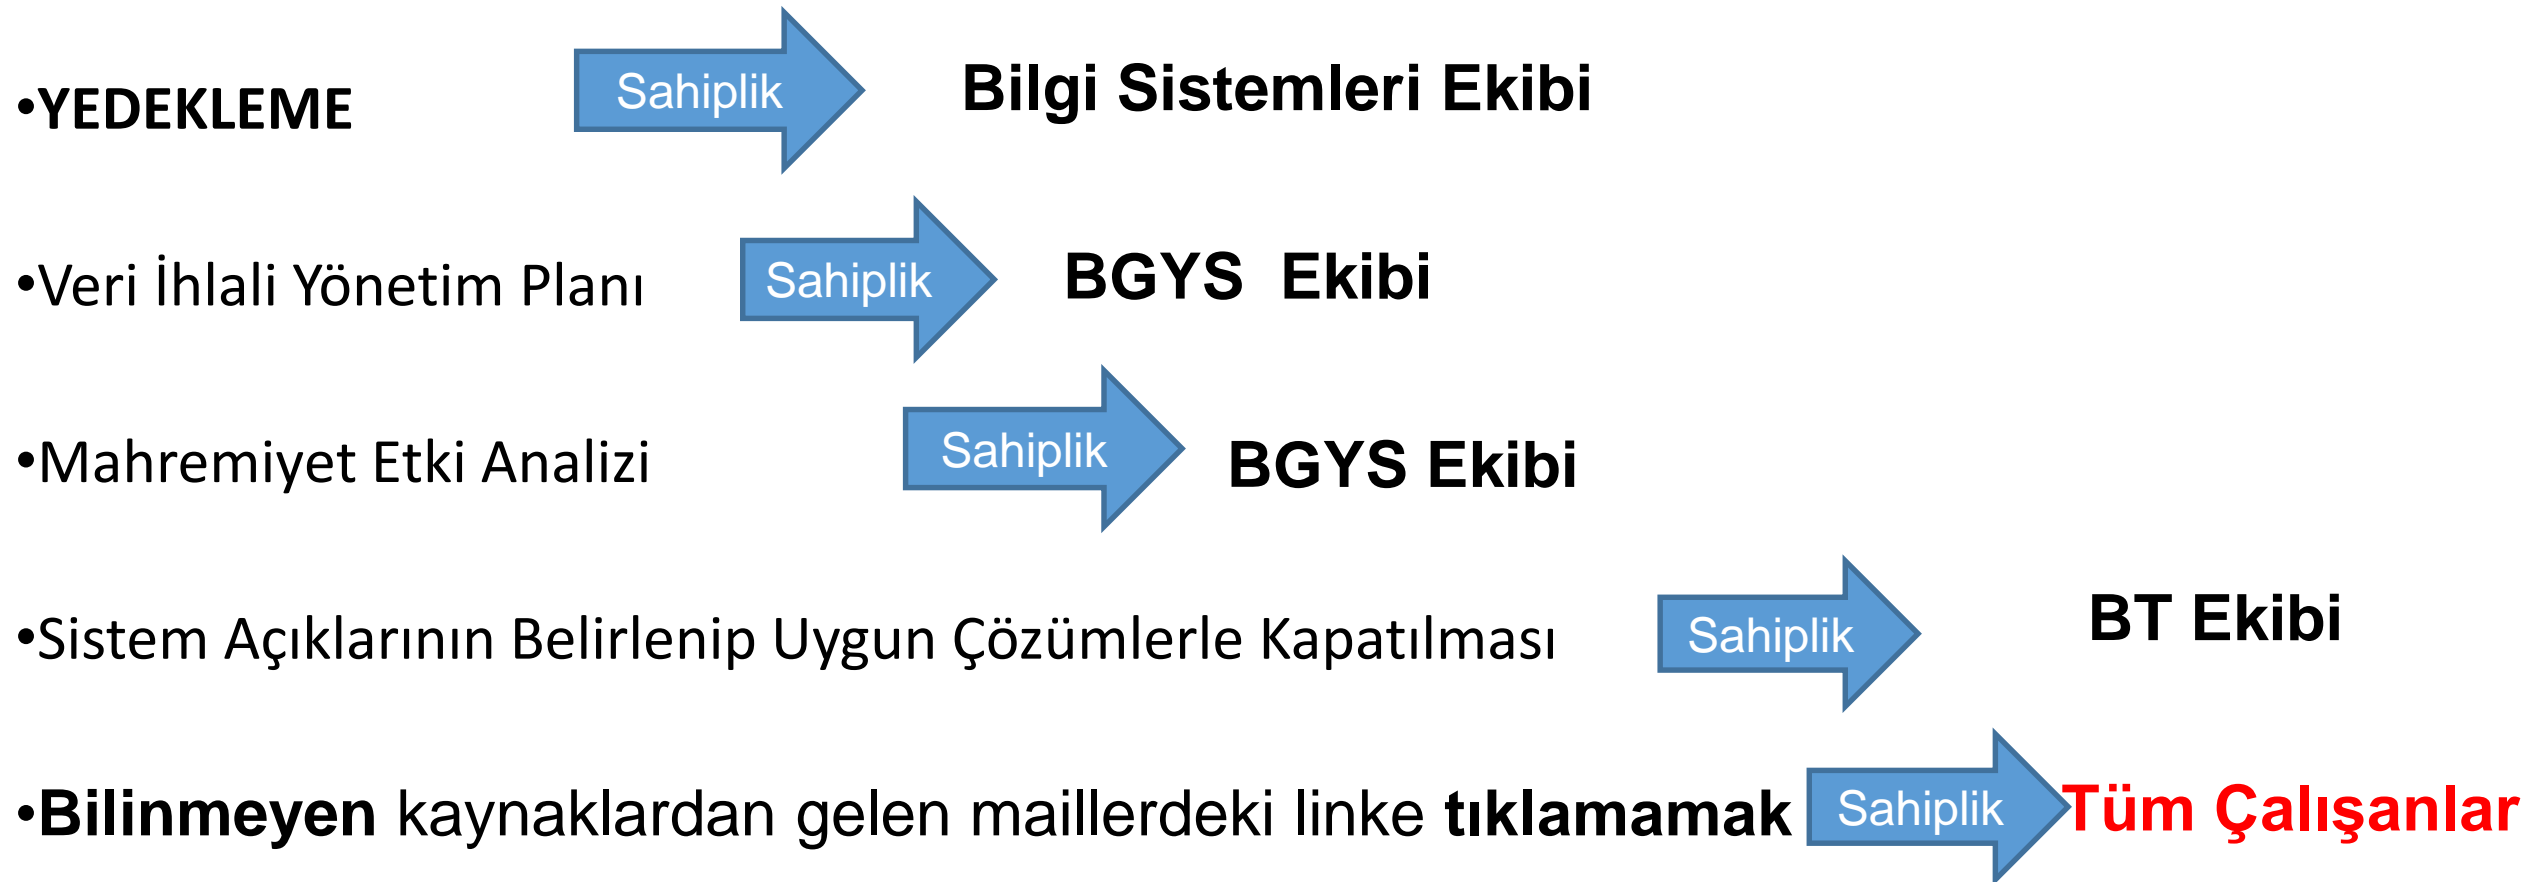 •YEDEKLEME Sahiplik Bilgi Sistemleri Ekibi
•Veri İhlali Yönetim Planı Sahiplik BGYS Ekibi
•Mahremiyet Etki Analizi Sahiplik BGYS Ekibi
•Sistem Açıklarının Belirlenip Uygun Çözümlerle Kapatılması Sahiplik BT Ekibi
•Bilinmeyen kaynaklardan gelen maillerdeki linke tıklamamak Sahiplik Tüm Çalışanlar